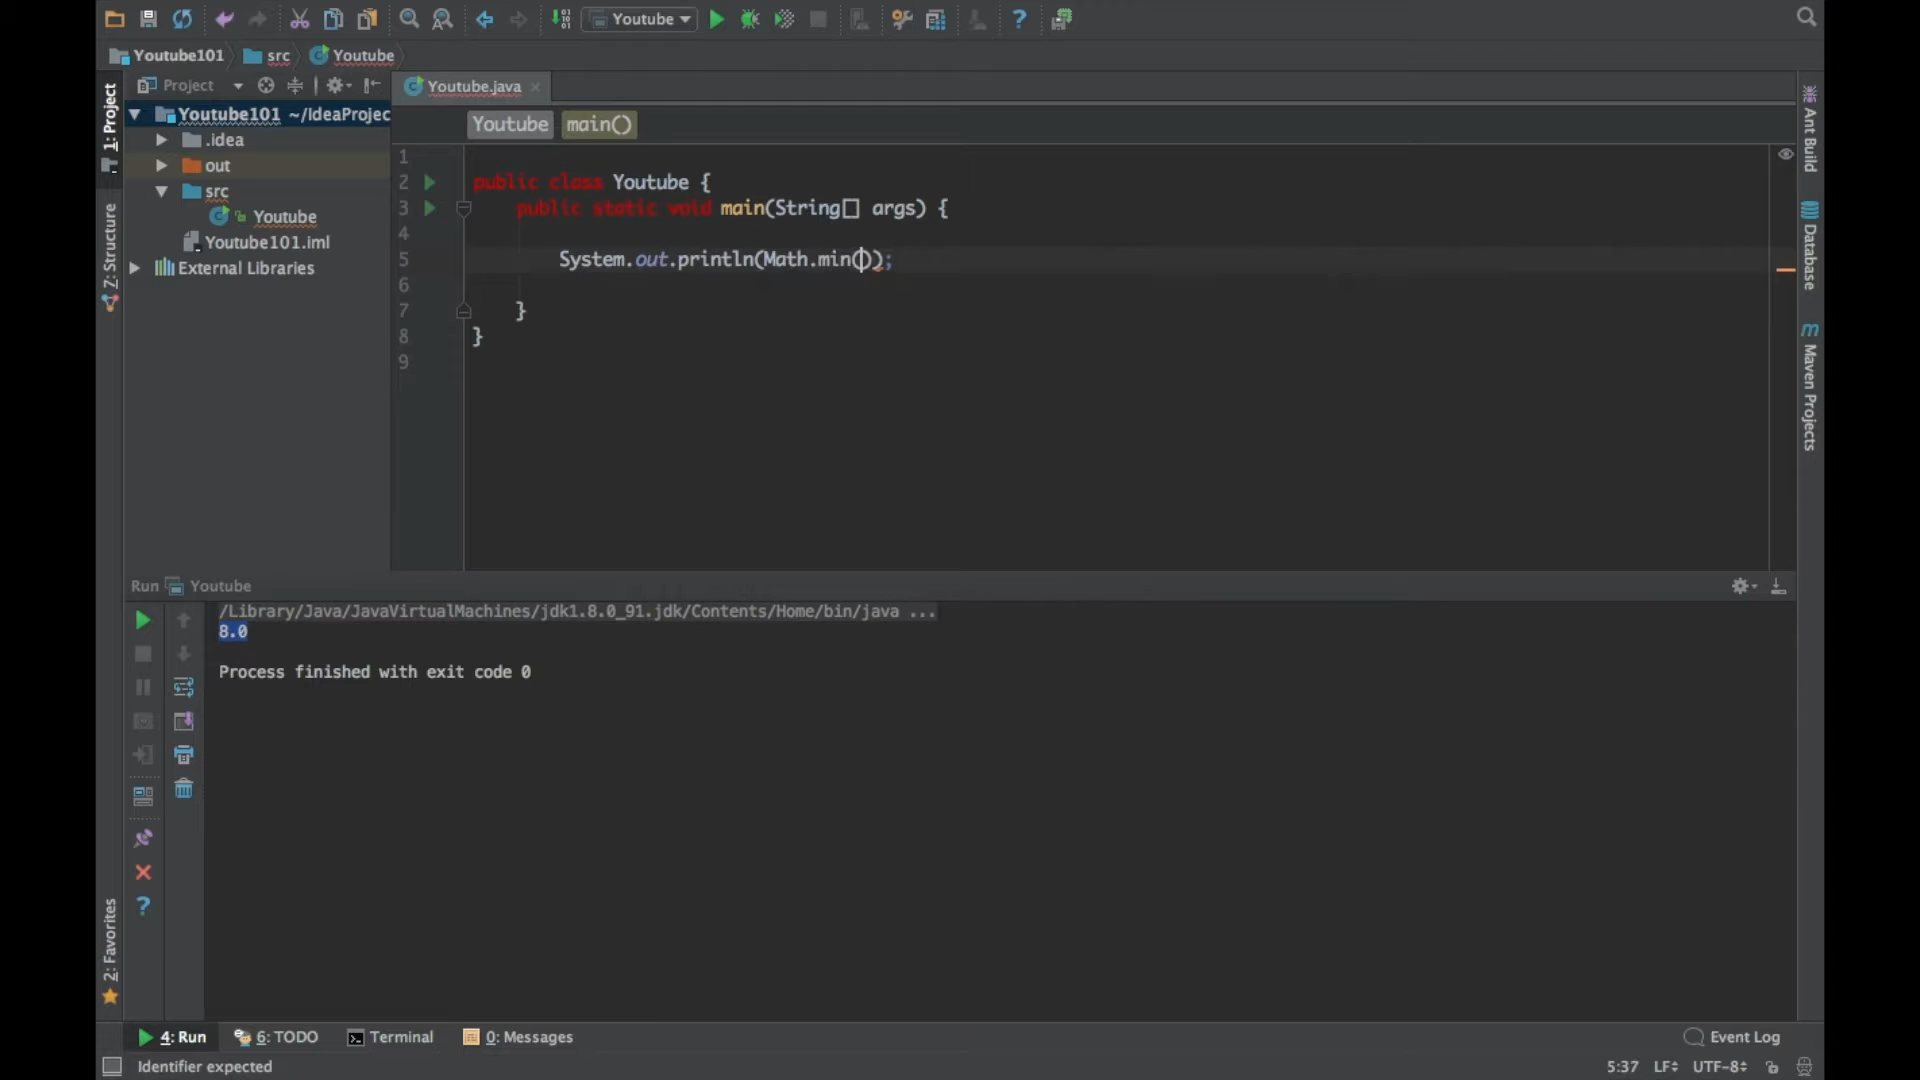 Youtube
Youtube101 src Youtube
Project
Youtube.java
Youtube101 ~/IdeaProjec
.idea
out
src
Youtube
Youtube101.iml
External Libraries
1: Project
Z: Structure
2: Favorites
Youtube main()
1
2 public class Youtube {
3 public static void main(String[] args) {
4
5 System.out.println(Math.min());
6
7 }
8 }
9
Ant Build
Database
m
Maven Projects
Run Youtube
/Library/Java/JavaVirtualMachines/jdk1.8.0_91.jdk/Contents/Home/bin/java ...
8.0
Process finished with exit code 0
4: Run 6: TODO Terminal 0: Messages Event Log
Identifier expected 5:37 LF UTF-8